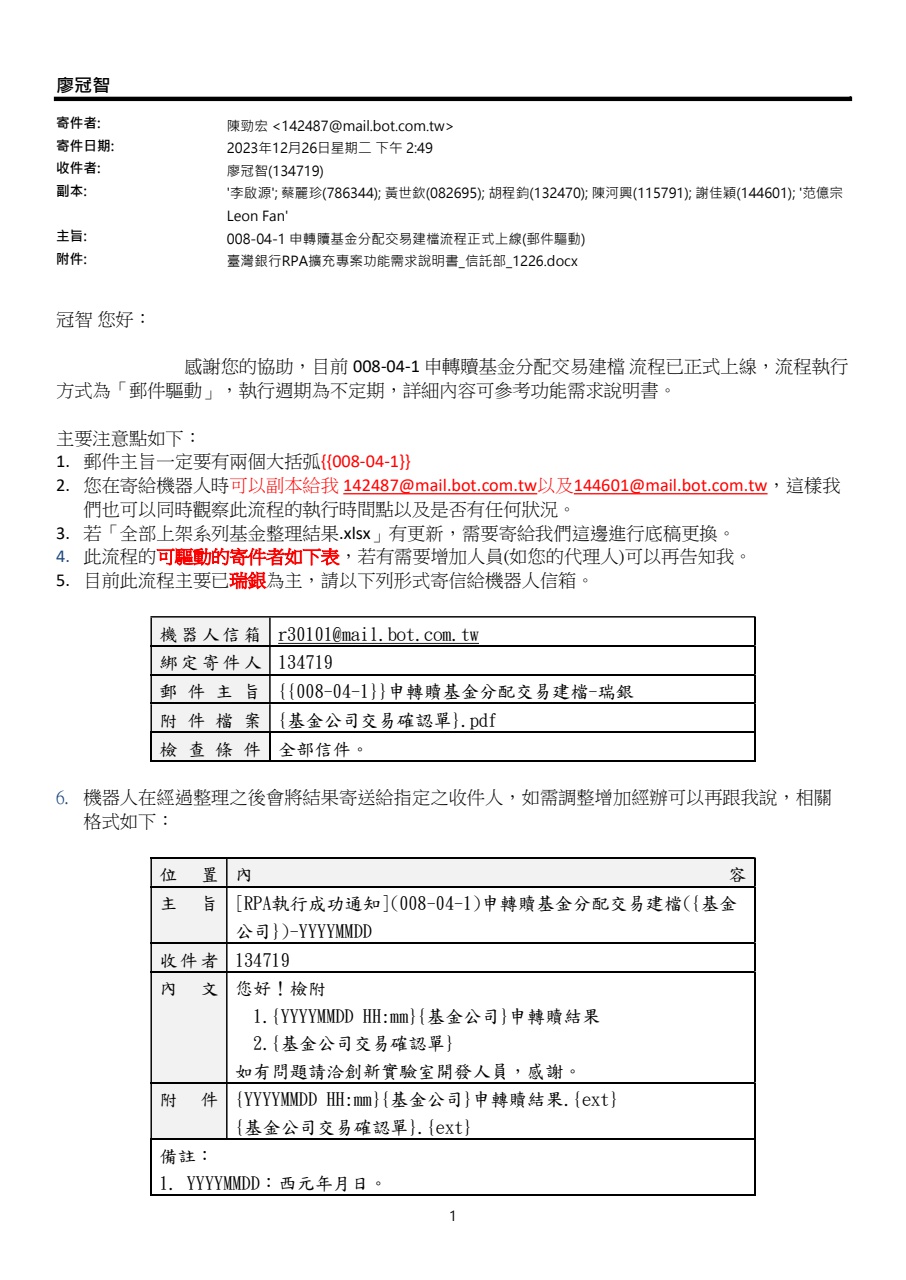 廖冠智
寄件者: 陳勁宏 <142487@mail.bot.com.tw>
寄件日期: 2023年12月26日星期二 下午 2:49
收件者: 廖冠智(134719)
副本: '李啟源'; 蔡麗珍(786344); 黃世欽(082695); 胡程鈞(132470); 陳河興(115791); 謝佳穎(144601); '范億宗
Leon Fan'
主旨: 008-04-1 申轉贖基金分配交易建檔流程正式上線(郵件驅動)
附件: 臺灣銀行RPA擴充專案功能需求說明書_信託部_1226.docx
冠智 您好：
感謝您的協助，目前 008-04-1 申轉贖基金分配交易建檔 流程已正式上線，流程執行
方式為「郵件驅動」，執行週期為不定期，詳細內容可參考功能需求說明書。
主要注意點如下：
1. 郵件主旨一定要有兩個大括弧{{008-04-1}}
2. 您在寄給機器人時可以副本給我 142487@mail.bot.com.tw以及144601@mail.bot.com.tw，這樣我
們也可以同時觀察此流程的執行時間點以及是否有任何狀況。
3. 若「全部上架系列基金整理結果.xlsx」有更新，需要寄給我們這邊進行底稿更換。
4. 此流程的可驅動的寄件者如下表，若有需要增加人員(如您的代理人)可以再告知我。
5. 目前此流程主要已瑞銀為主，請以下列形式寄信給機器人信箱。
機器人信箱 r30101@mail.bot.com.tw
綁定寄件人 134719
郵件主旨 {{008-04-1}}申轉贖基金分配交易建檔-瑞銀
附件檔案 {基金公司交易確認單}.pdf
檢查條件 全部信件。
6. 機器人在經過整理之後會將結果寄送給指定之收件人，如需調整增加經辦可以再跟我說，相關
格式如下：
位置 內容
主旨 [RPA執行成功通知](008-04-1)申轉贖基金分配交易建檔({基金
公司})-YYYYMMDD
收件者 134719
內文 您好！檢附
1.{YYYYMMDD HH:mm}{基金公司}申轉贖結果
2.{基金公司交易確認單}
如有問題請洽創新實驗室開發人員，感謝。
附件 {YYYYMMDD HH:mm}{基金公司}申轉贖結果.{ext}
{基金公司交易確認單}.{ext}
備註：
1. YYYYMMDD：西元年月日。
1